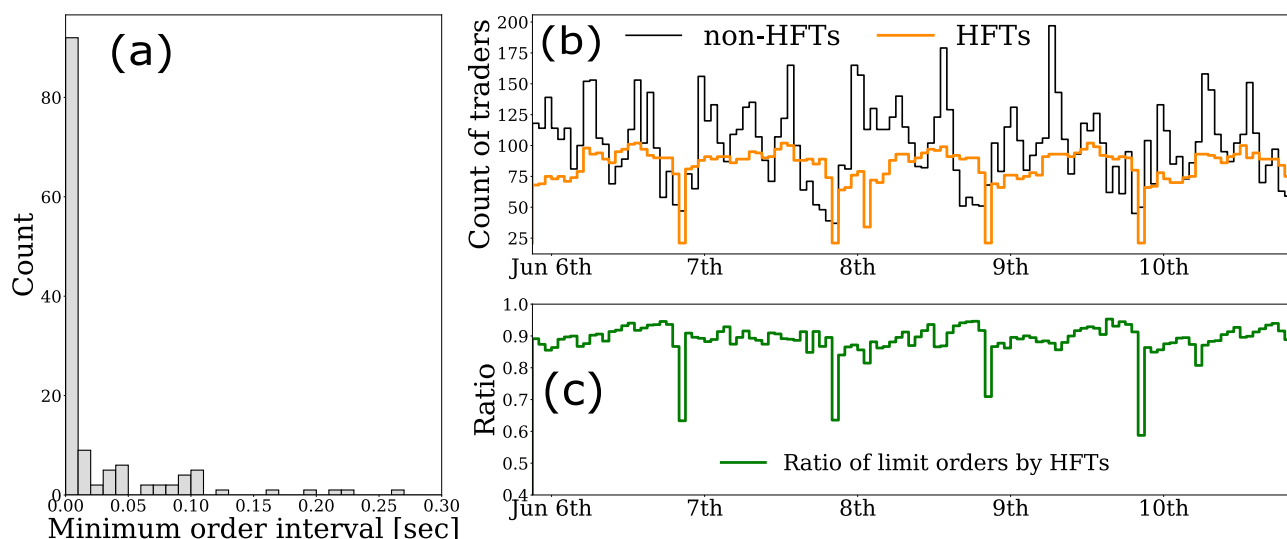 (a)
Count
80
60
40
20
0
0.00 0.05 0.10 0.15 0.20 0.25 0.30
Minimum order interval [sec]
(b)
non-HFTs HFTs
Count of traders
200
175
150
125
100
75
50
25
Jun 6th 7th 8th 9th 10th
(c)
Ratio
1.0
0.9
0.8
0.7
0.6
0.5
0.4
Ratio of limit orders by HFTs
Jun 6th 7th 8th 9th 10th